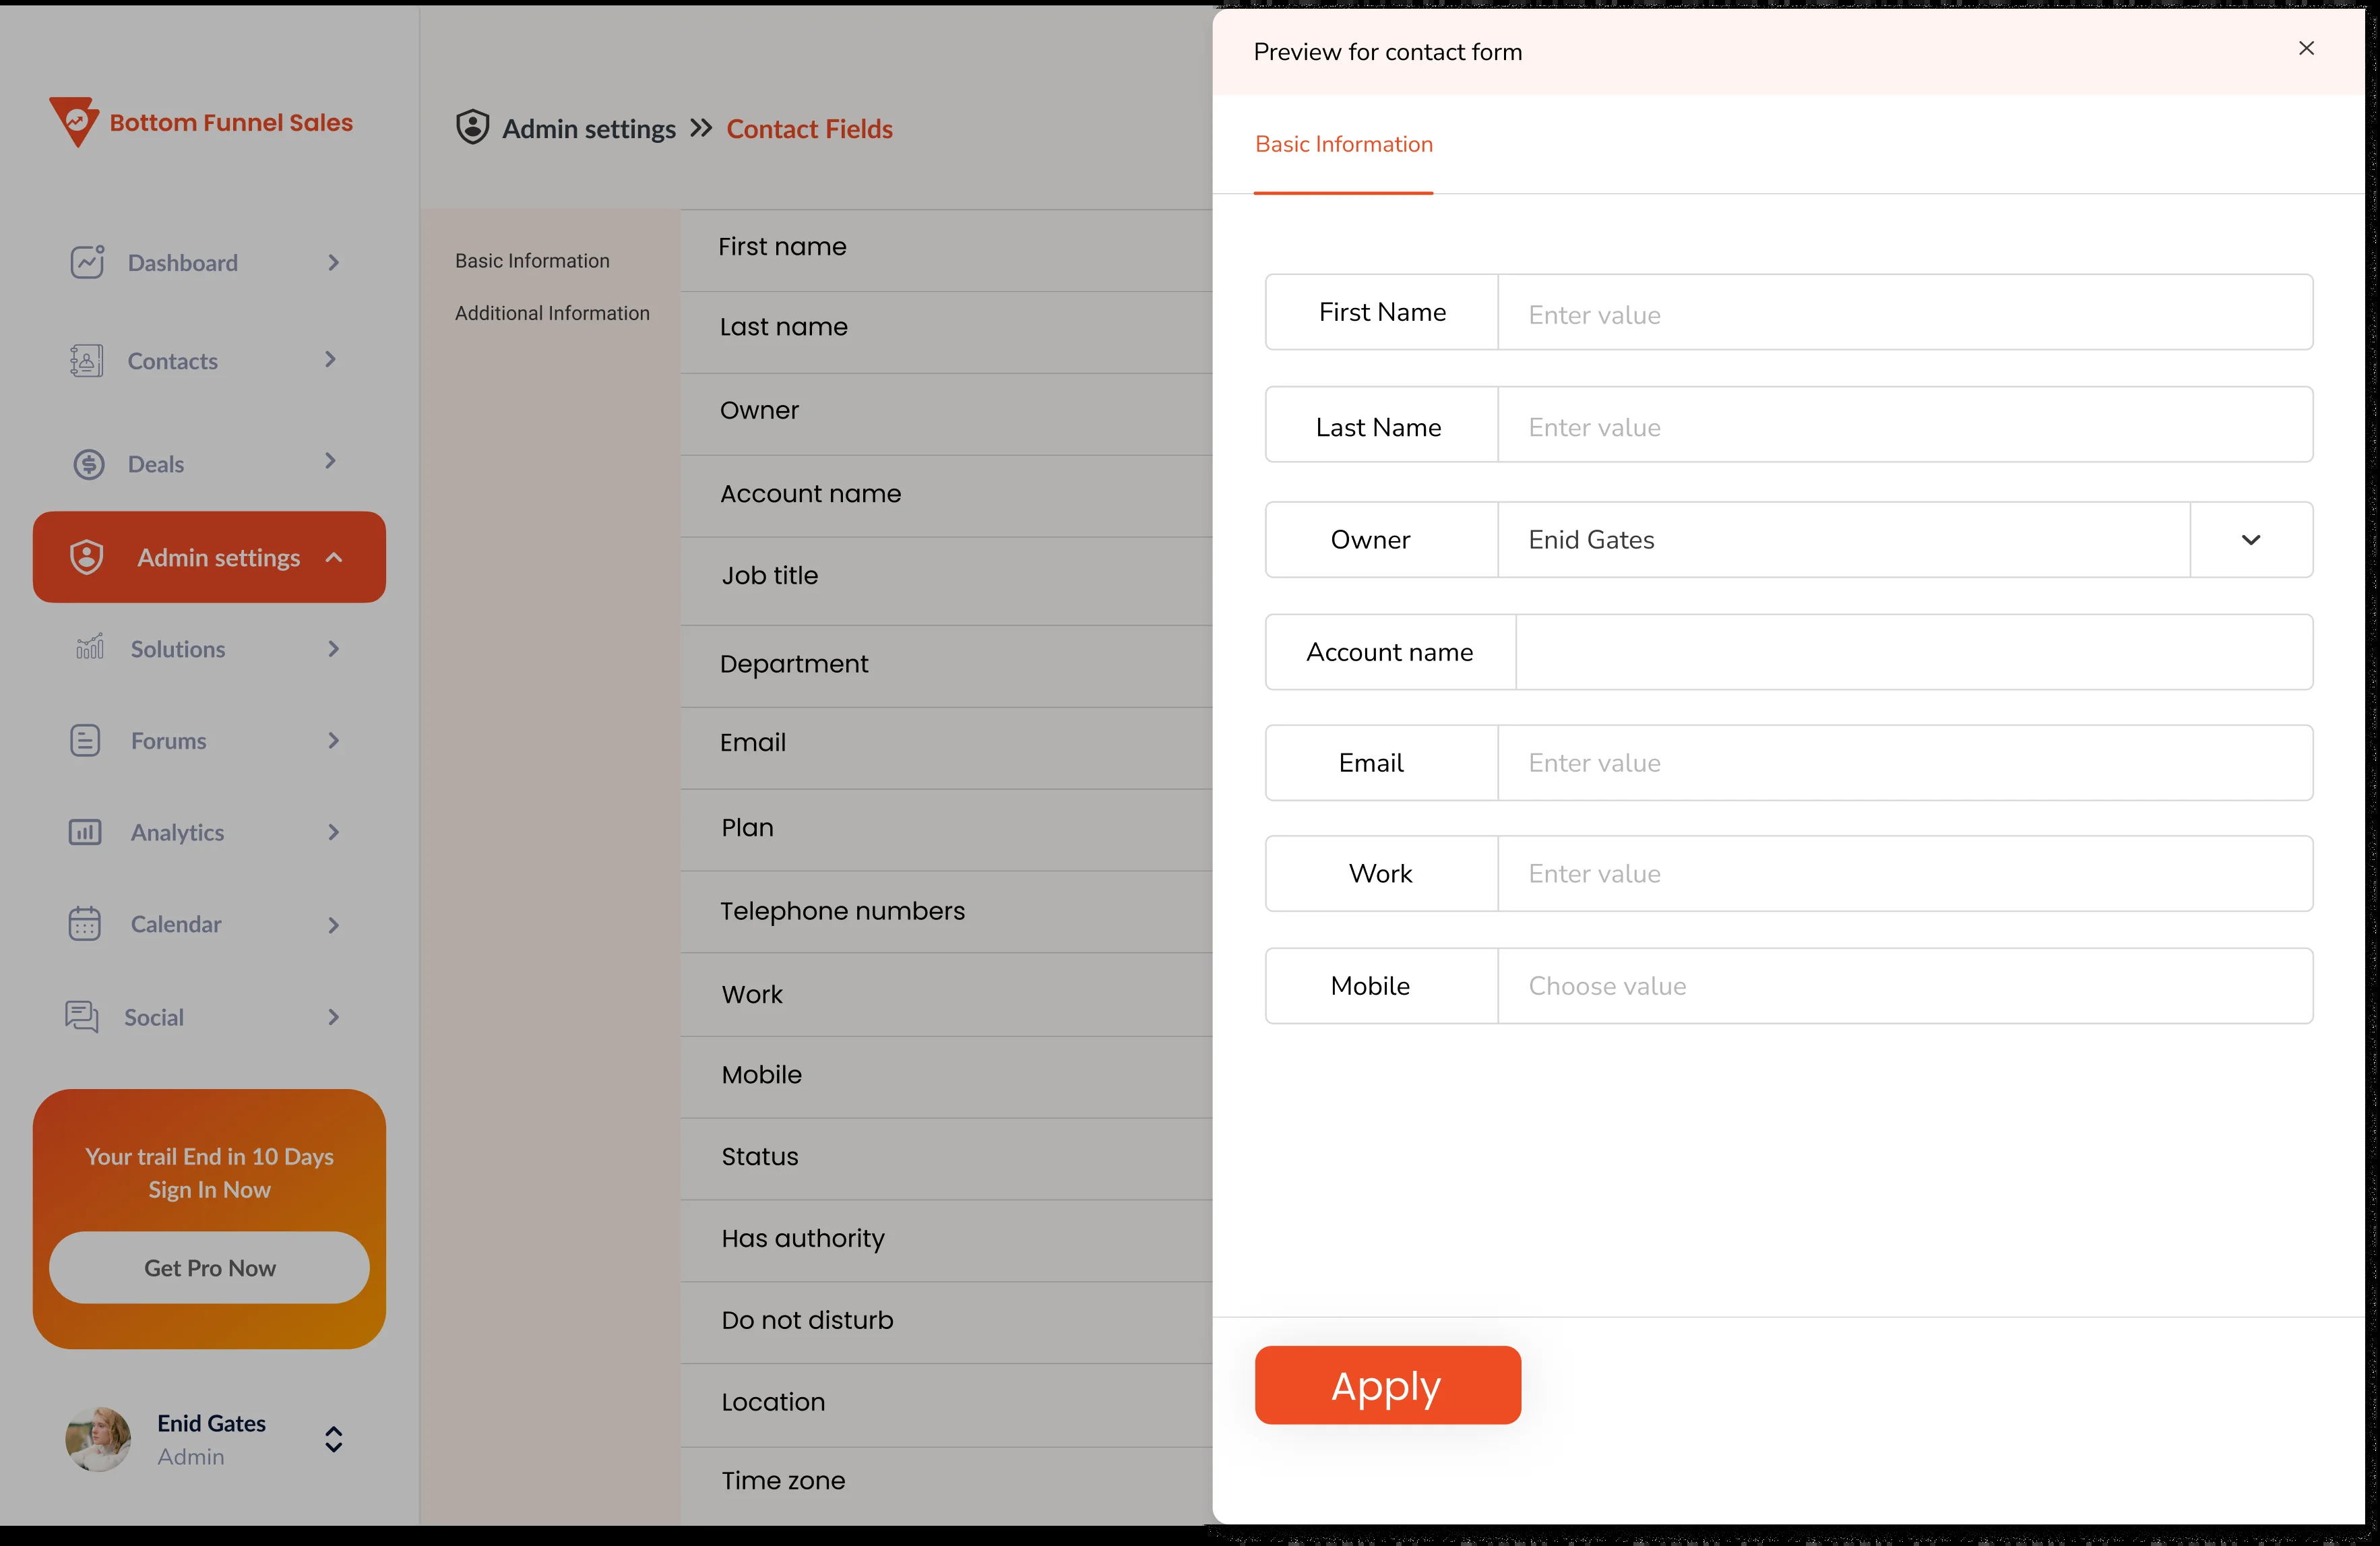 Bottom Funnel Sales
Dashboard
Contacts
Deals
Admin settings
Solutions
Forums
Analytics
Calendar
Social
Your trail End in 10 Days
Sign In Now
Get Pro Now
Enid Gates
Admin
Admin settings
Contact Fields
Basic Information
Additional Information
First name
Last name
Owner
Account name
Job title
Department
Email
Plan
Telephone numbers
Work
Mobile
Status
Has authority
Do not disturb
Location
Time zone
Preview for contact form
Basic Information
First Name Enter value
Last Name Enter value
Owner Enid Gates
Account name
Email Enter value
Work Enter value
Mobile Choose value
Apply